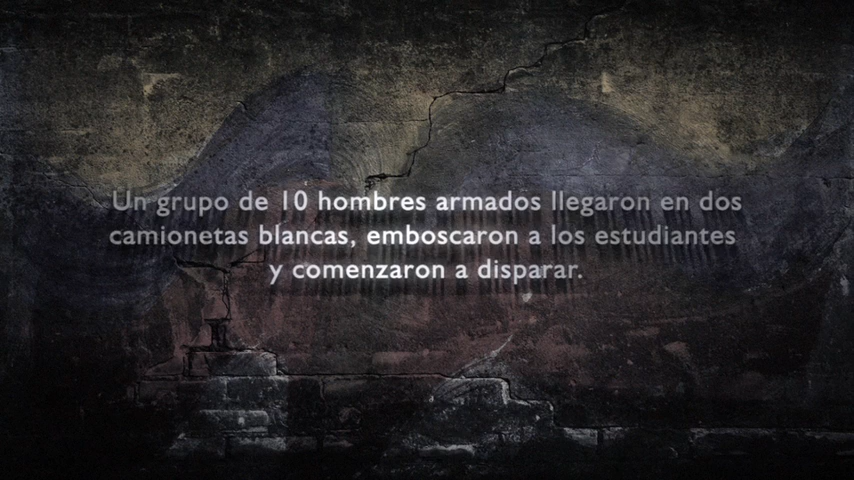 Un grupo de 10 hombres armados llegaron en dos
camionetas blancas, emboscaron a los estudiantes
y comenzaron a disparar.